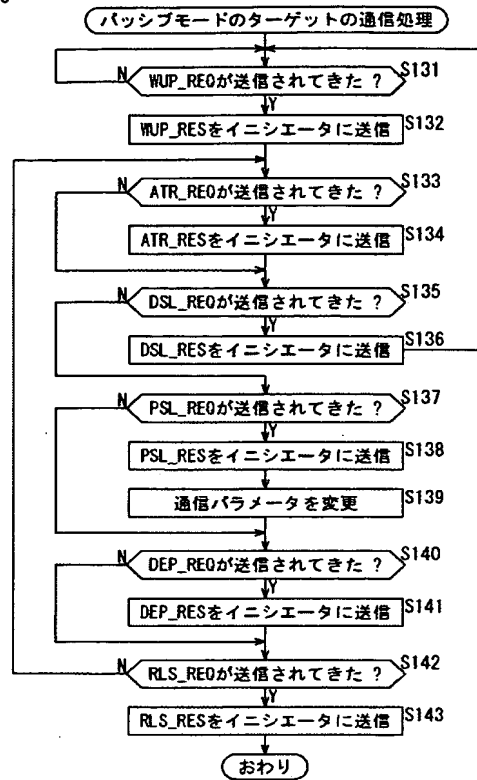 パッシブモードのターゲットの通信処理
WUP_REQが送信されてきた ? S131
N
Y
WUP_RESをイニシエータに送信 S132
ATR_REQが送信されてきた ? S133
N
Y
ATR_RESをイニシエータに送信 S134
DSL_REQが送信されてきた ? S135
N
Y
DSL_RESをイニシエータに送信 S136
PSL_REQが送信されてきた ? S137
N
Y
PSL_RESをイニシエータに送信 S138
通信パラメータを変更 S139
DEP_REQが送信されてきた ? S140
N
Y
DEP_RESをイニシエータに送信 S141
RLS_REQが送信されてきた ? S142
N
Y
RLS_RESをイニシエータに送信 S143
おわり